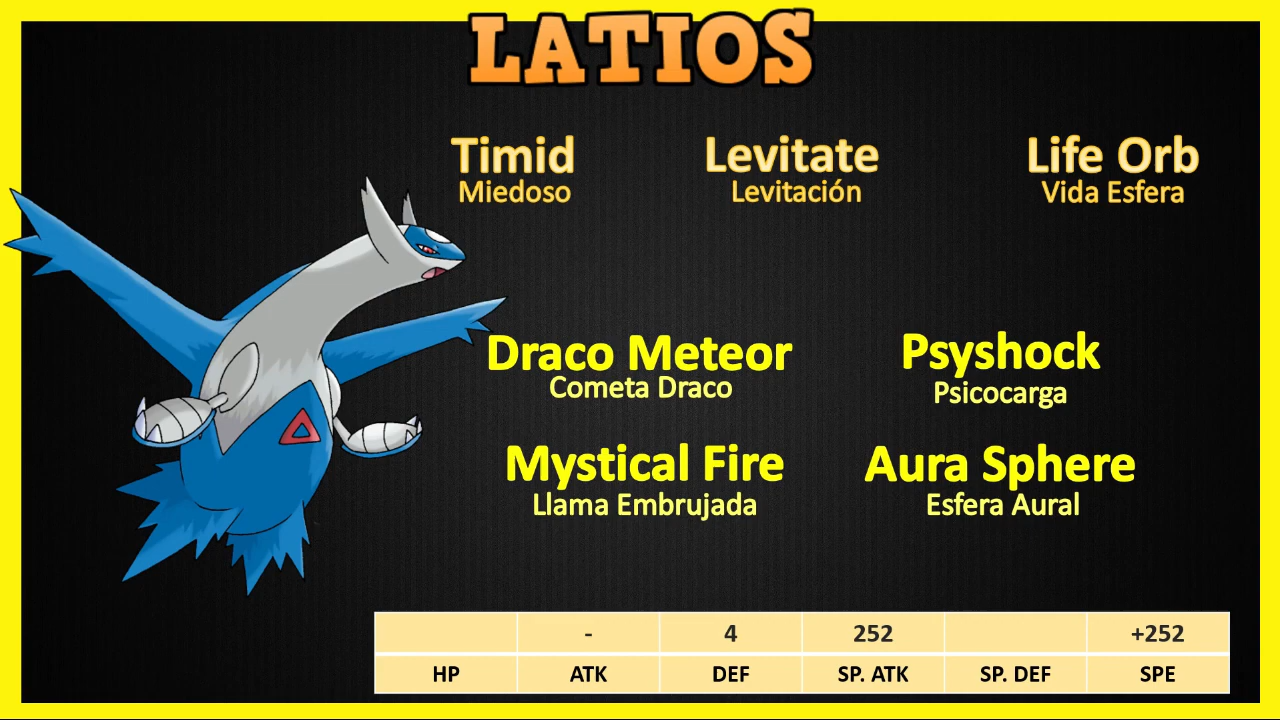 LATIOS
Timid Levitate Life Orb
Miedoso Levitación Vida Esfera
Draco Meteor Psyshock
Cometa Draco Psicocarga
Mystical Fire Aura Sphere
Llama Embrujada Esfera Aural
- 4 252 +252
HP ATK DEF SP. ATK SP. DEF SPE